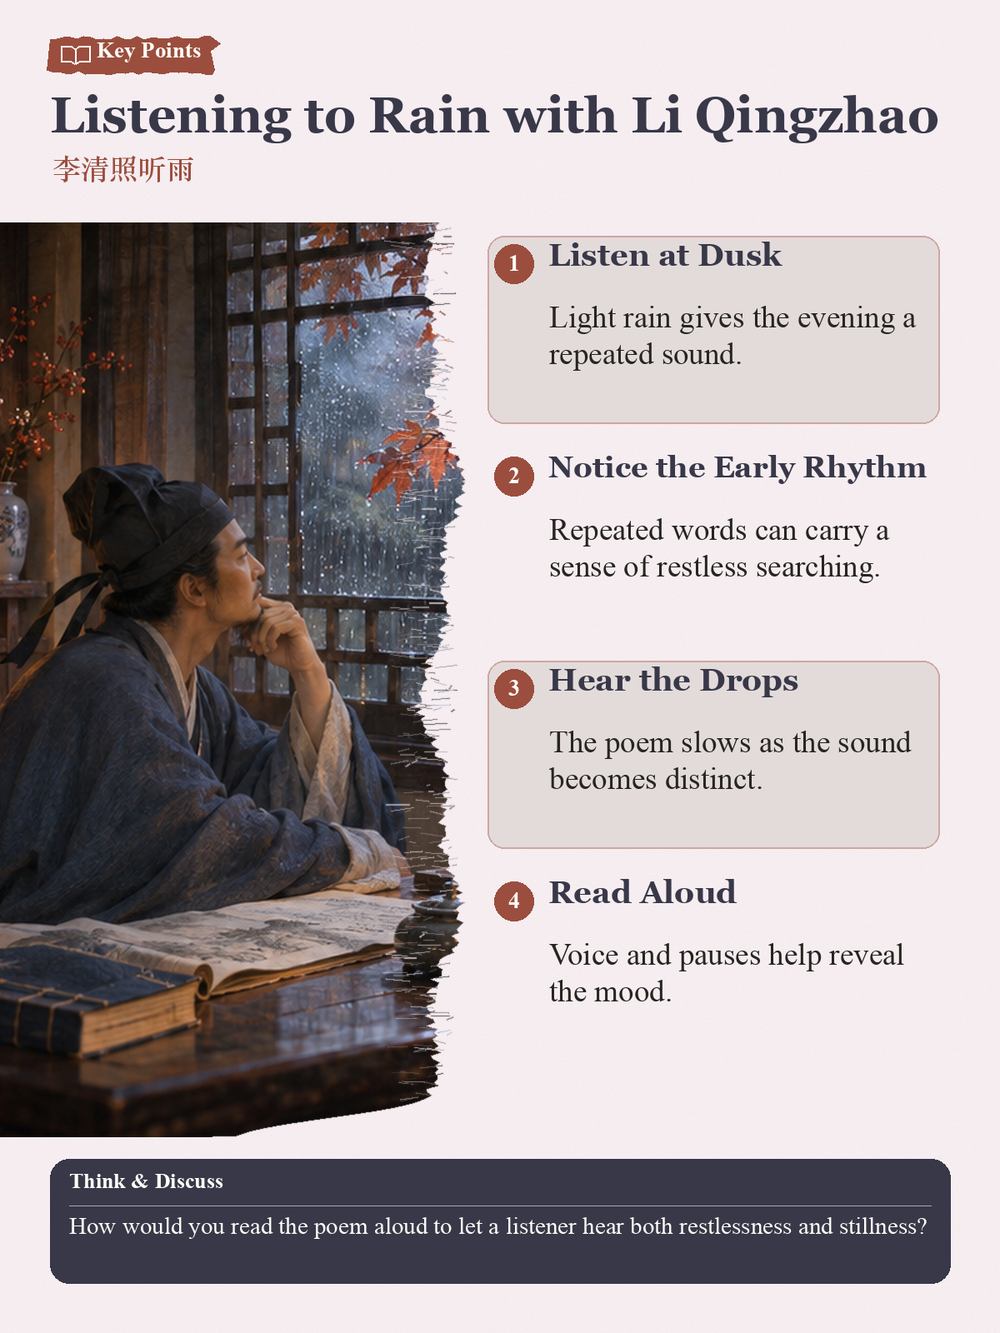 Key Points
Listening to Rain with Li Qingzhao
李清照听雨
1 Listen at Dusk
Light rain gives the evening a
repeated sound.
2 Notice the Early Rhythm
Repeated words can carry a
sense of restless searching.
3 Hear the Drops
The poem slows as the sound
becomes distinct.
4 Read Aloud
Voice and pauses help reveal
the mood.
Think & Discuss
How would you read the poem aloud to let a listener hear both restlessness and stillness?